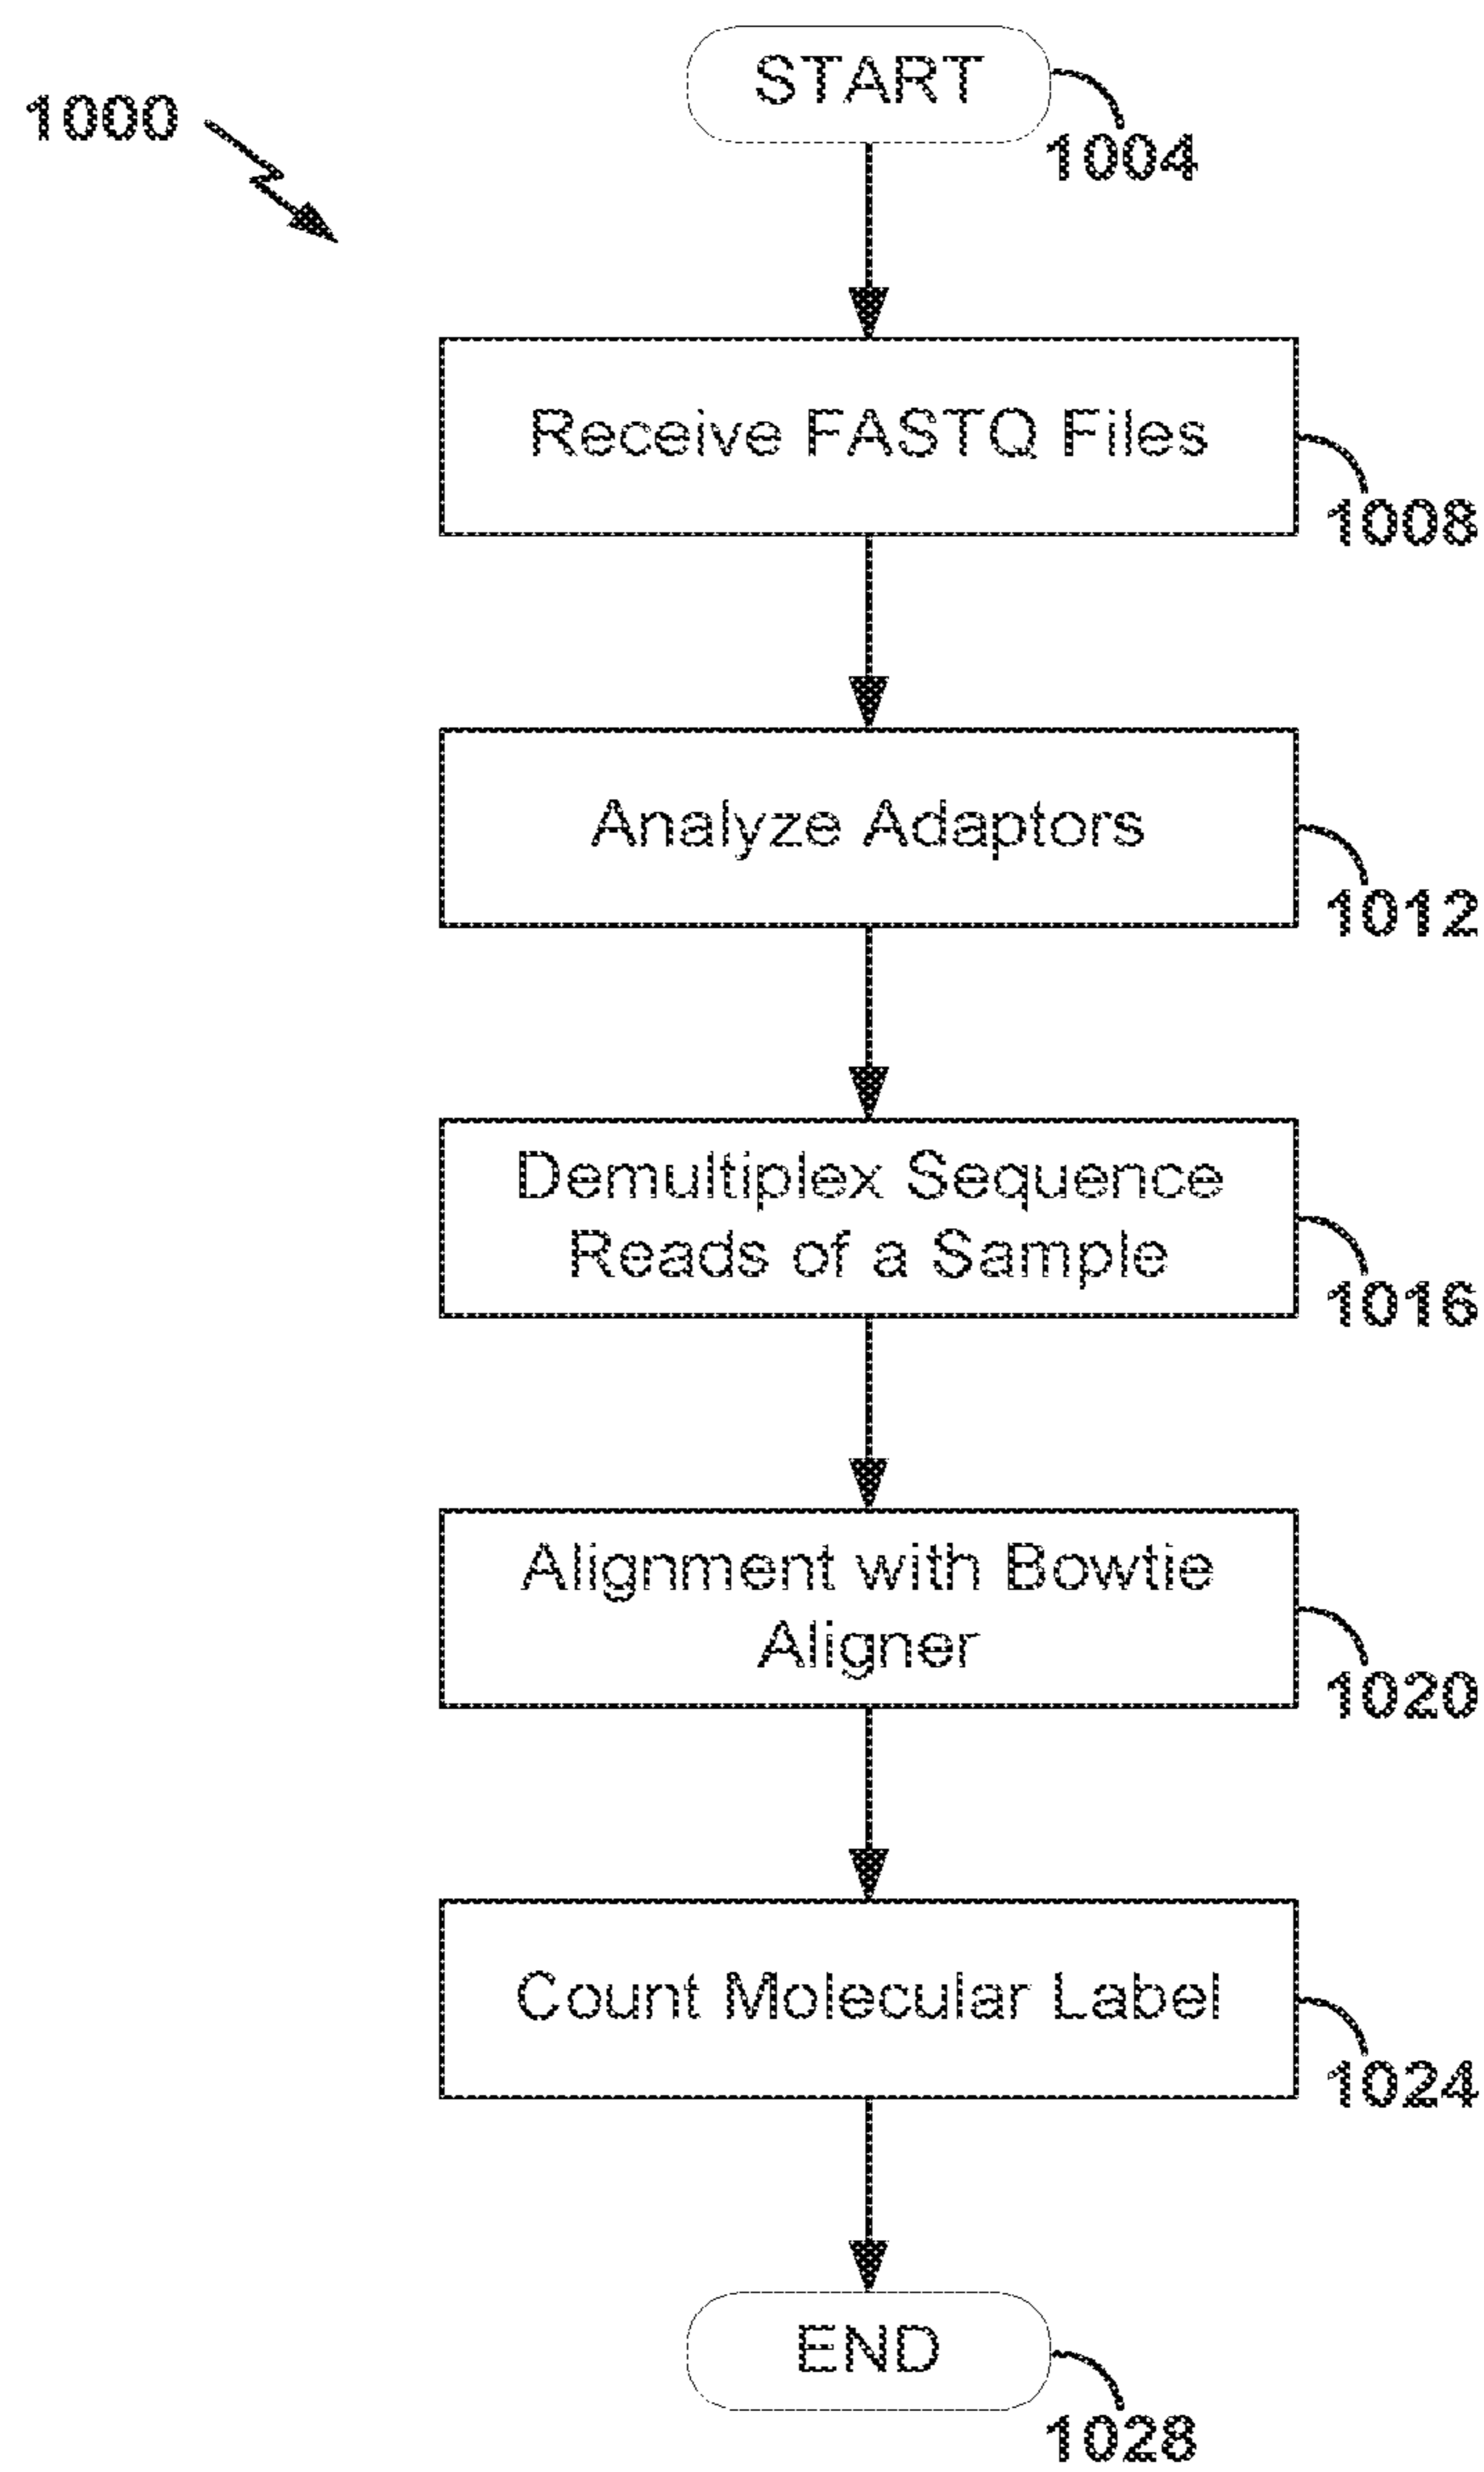 START
1000
1004
Receive FASTQ Files
1008
Analyze Adaptors
1012
Demultiplex Sequence
Reads of a Sample
1016
Alignment with Bowtie
Aligner
1020
Count Molecular Label
1024
END
1028